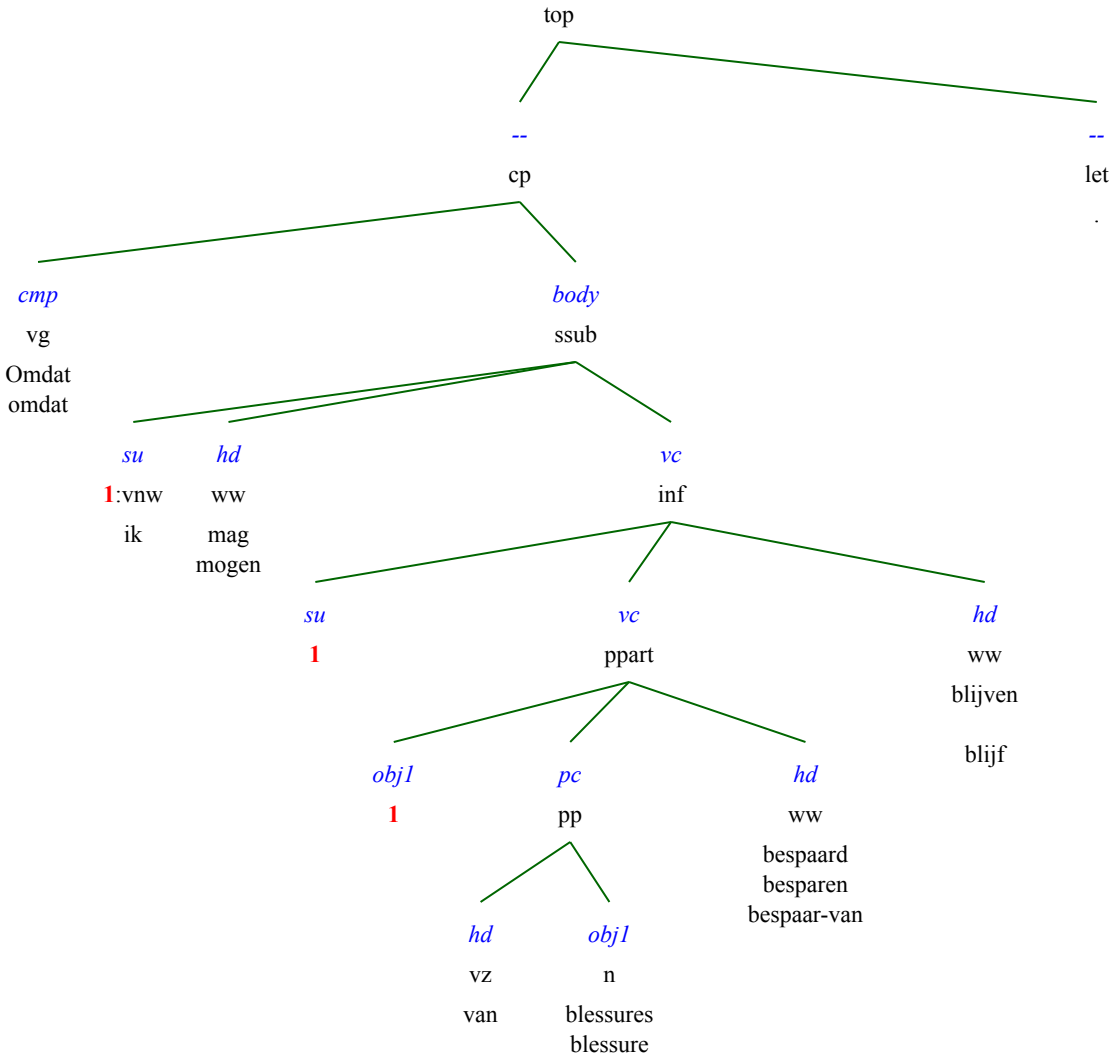 top
-- --
cp let
.
cmp body
vg ssub
Omdat
omdat
su hd vc
1:vnw ww inf
ik mag
mogen
su vc hd
1 ppart ww
blijven
blijf
obj1 pc hd
1 pp ww
bespaard
besparen
bespaar-van
hd obj1
vz n
van blessures
blessure